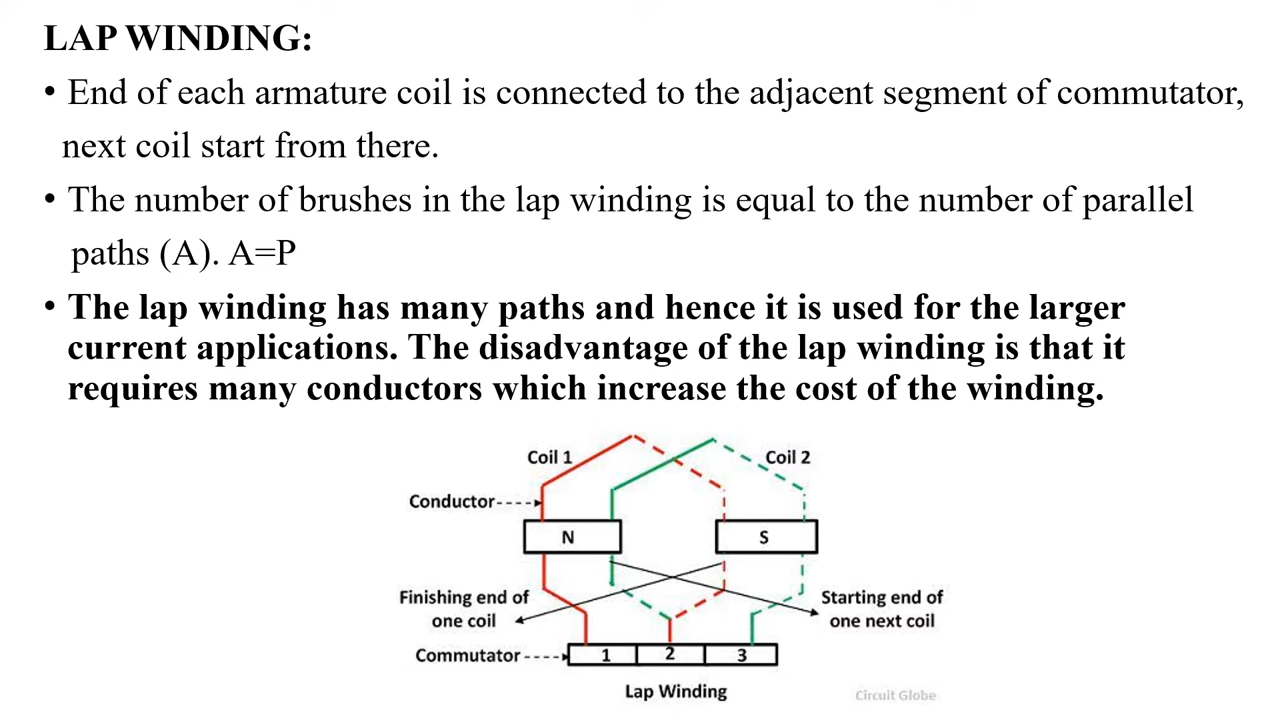 LAP WINDING:
• End of each armature coil is connected to the adjacent segment of commutator,
next coil start from there.
• The number of brushes in the lap winding is equal to the number of parallel
paths (A). A=P
• The lap winding has many paths and hence it is used for the larger
current applications. The disadvantage of the lap winding is that it
requires many conductors which increase the cost of the winding.
Coil 1
Coil 2
Conductor
N
S
Finishing end of
one coil
Starting end of
one next coil
Commutator
1 2 3
Lap Winding
Circuit Globe